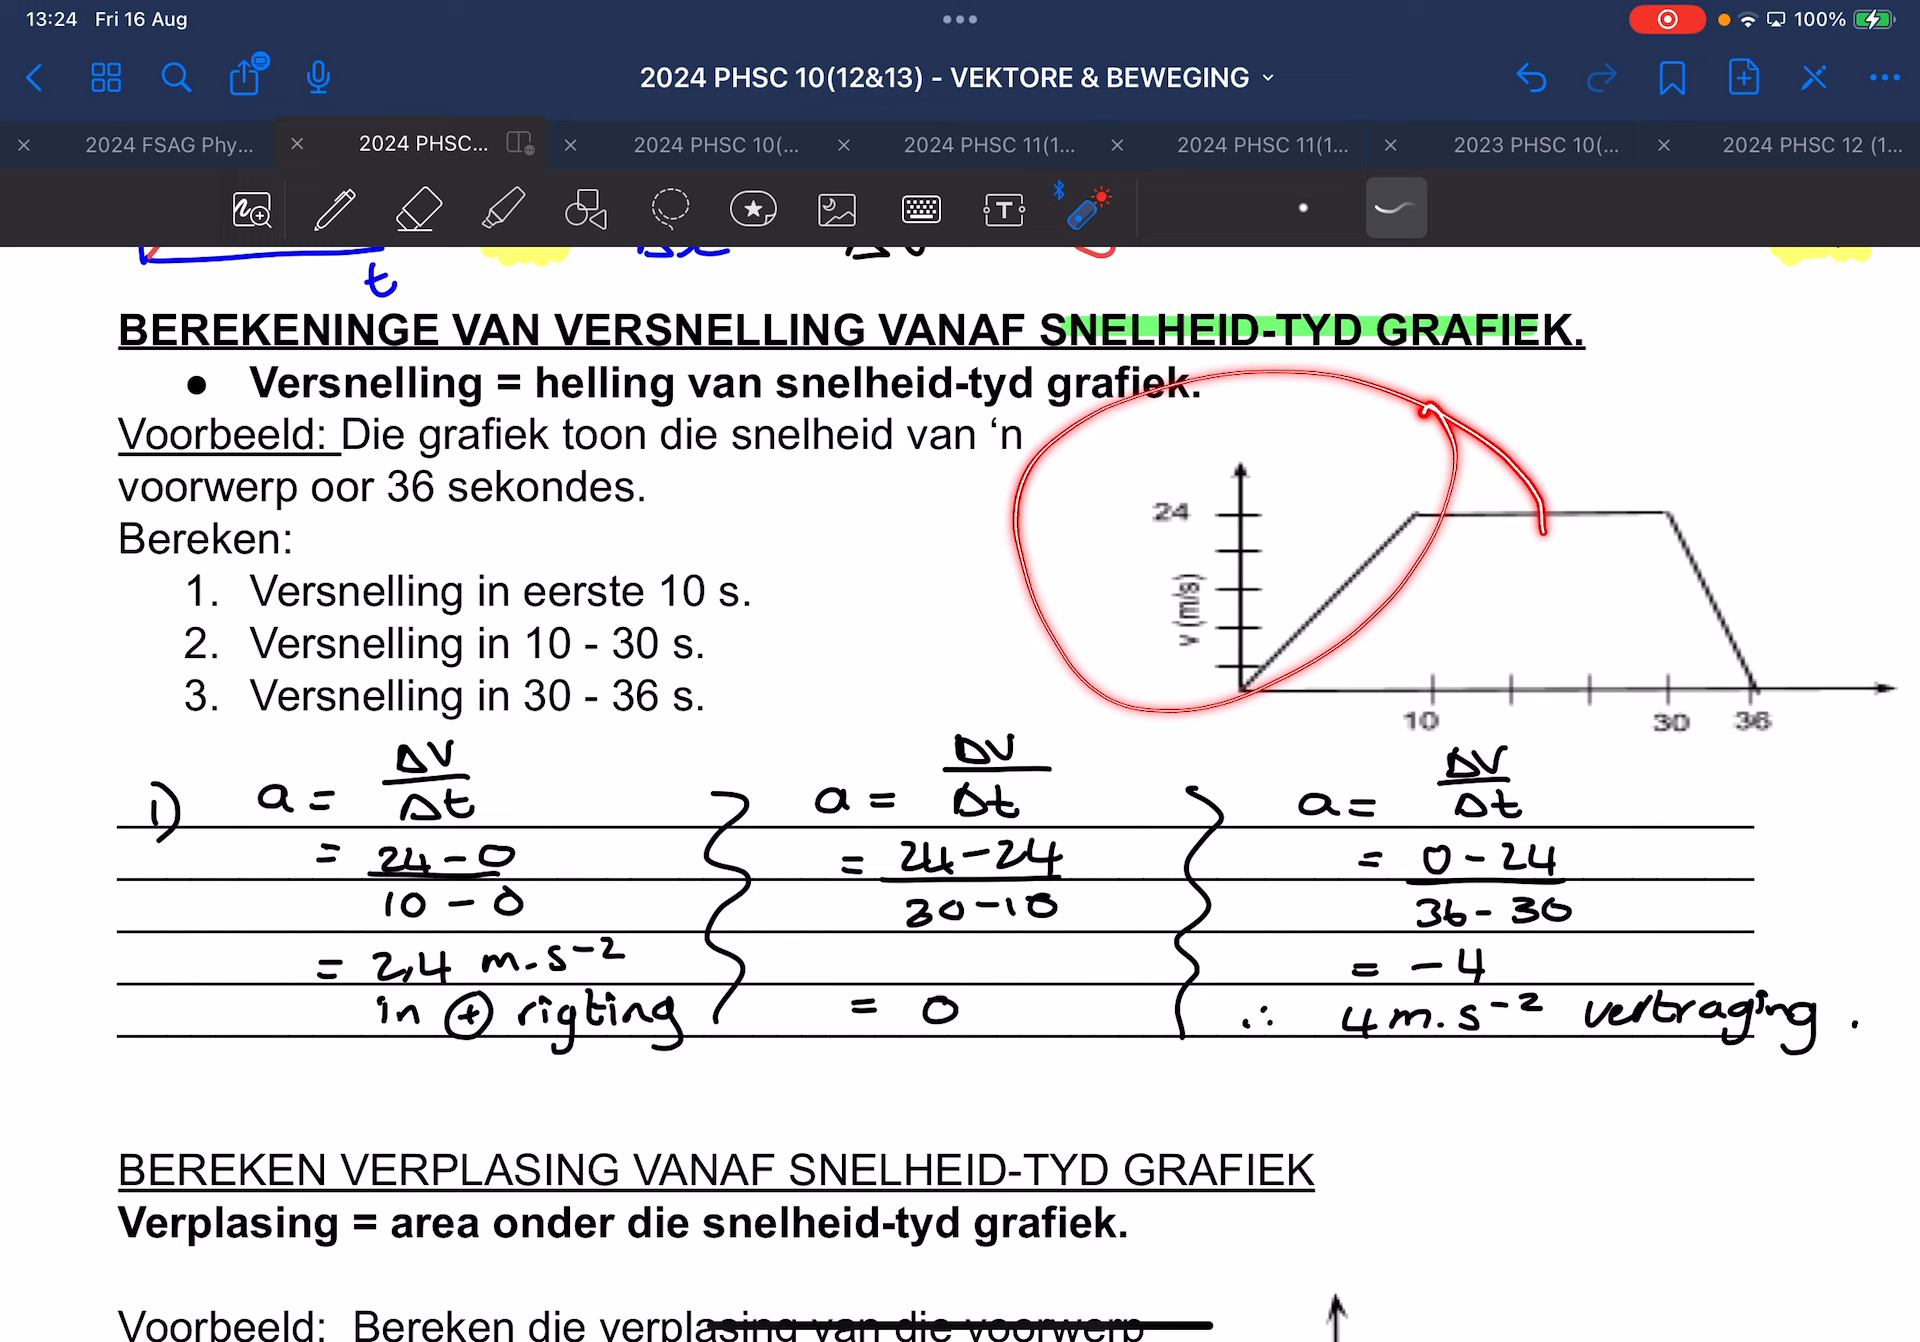 13:24 Fri 16 Aug
100%
2024 PHSC 10(12&13) - VEKTORE & BEWEGING
2024 FSAG Phy...
2024 PHSC...
2024 PHSC 10(...
2024 PHSC 11(1...
2024 PHSC 11(1...
2023 PHSC 10(...
2024 PHSC 12 (1...
t
BEREKENINGE VAN VERSNELLING VANAF SNELHEID-TYD GRAFIEK.
● Versnelling = helling van snelheid-tyd grafiek.
Voorbeeld: Die grafiek toon die snelheid van ‘n
voorwerp oor 36 sekondes.
Bereken:
1. Versnelling in eerste 10 s.
2. Versnelling in 10 - 30 s.
3. Versnelling in 30 - 36 s.
24
v (m/s)
10 30 36
1) a = ΔV/Δt
= 24 - 0
10 - 0
= 2,4 m.s-2
in + rigting
a = ΔV/Δt
= 24 - 24
30 - 10
= 0
a = ΔV/Δt
= 0 - 24
36 - 30
= -4
∴ 4 m.s-2 vertraging.
BEREKEN VERPLASING VANAF SNELHEID-TYD GRAFIEK
Verplasing = area onder die snelheid-tyd grafiek.
Voorbeeld: Bereken die verplasing van die voorwerp